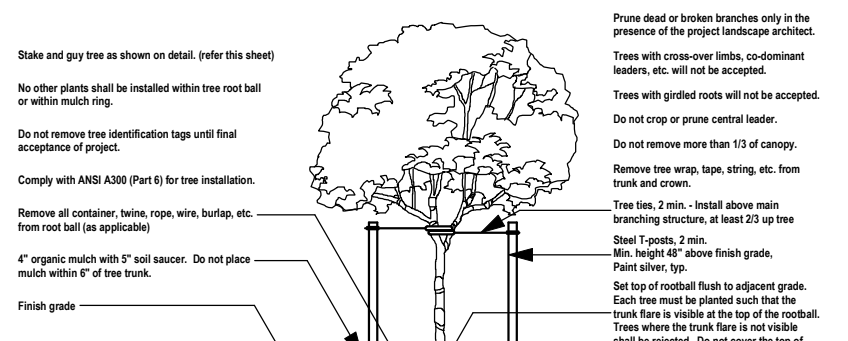 Stake and guy tree as shown on detail. (refer this sheet)
No other plants shall be installed within tree root ball
or within mulch ring.
Do not remove tree identification tags until final
acceptance of project.
Comply with ANSI A300 (Part 6) for tree installation.
Remove all container, twine, rope, wire, burlap, etc.
from root ball (as applicable)
4" organic mulch with 5" soil saucer.  Do not place
mulch within 6" of tree trunk.
Finish grade
Prune dead or broken branches only in the
presence of the project landscape architect.
Trees with cross-over limbs, co-dominant
leaders, etc. will not be accepted.
Trees with girdled roots will not be accepted.
Do not crop or prune central leader.
Do not remove more than 1/3 of canopy.
Remove tree wrap, tape, string, etc. from
trunk and crown.
Tree ties, 2 min. - Install above main
branching structure, at least 2/3 up tree
Steel T-posts, 2 min.
Min. height 48" above finish grade,
Paint silver, typ.
Set top of rootball flush to adjacent grade.
Each tree must be planted such that the
trunk flare is visible at the top of the rootball.
Trees where the trunk flare is not visible
shall be rejected.  Do not cover the top of